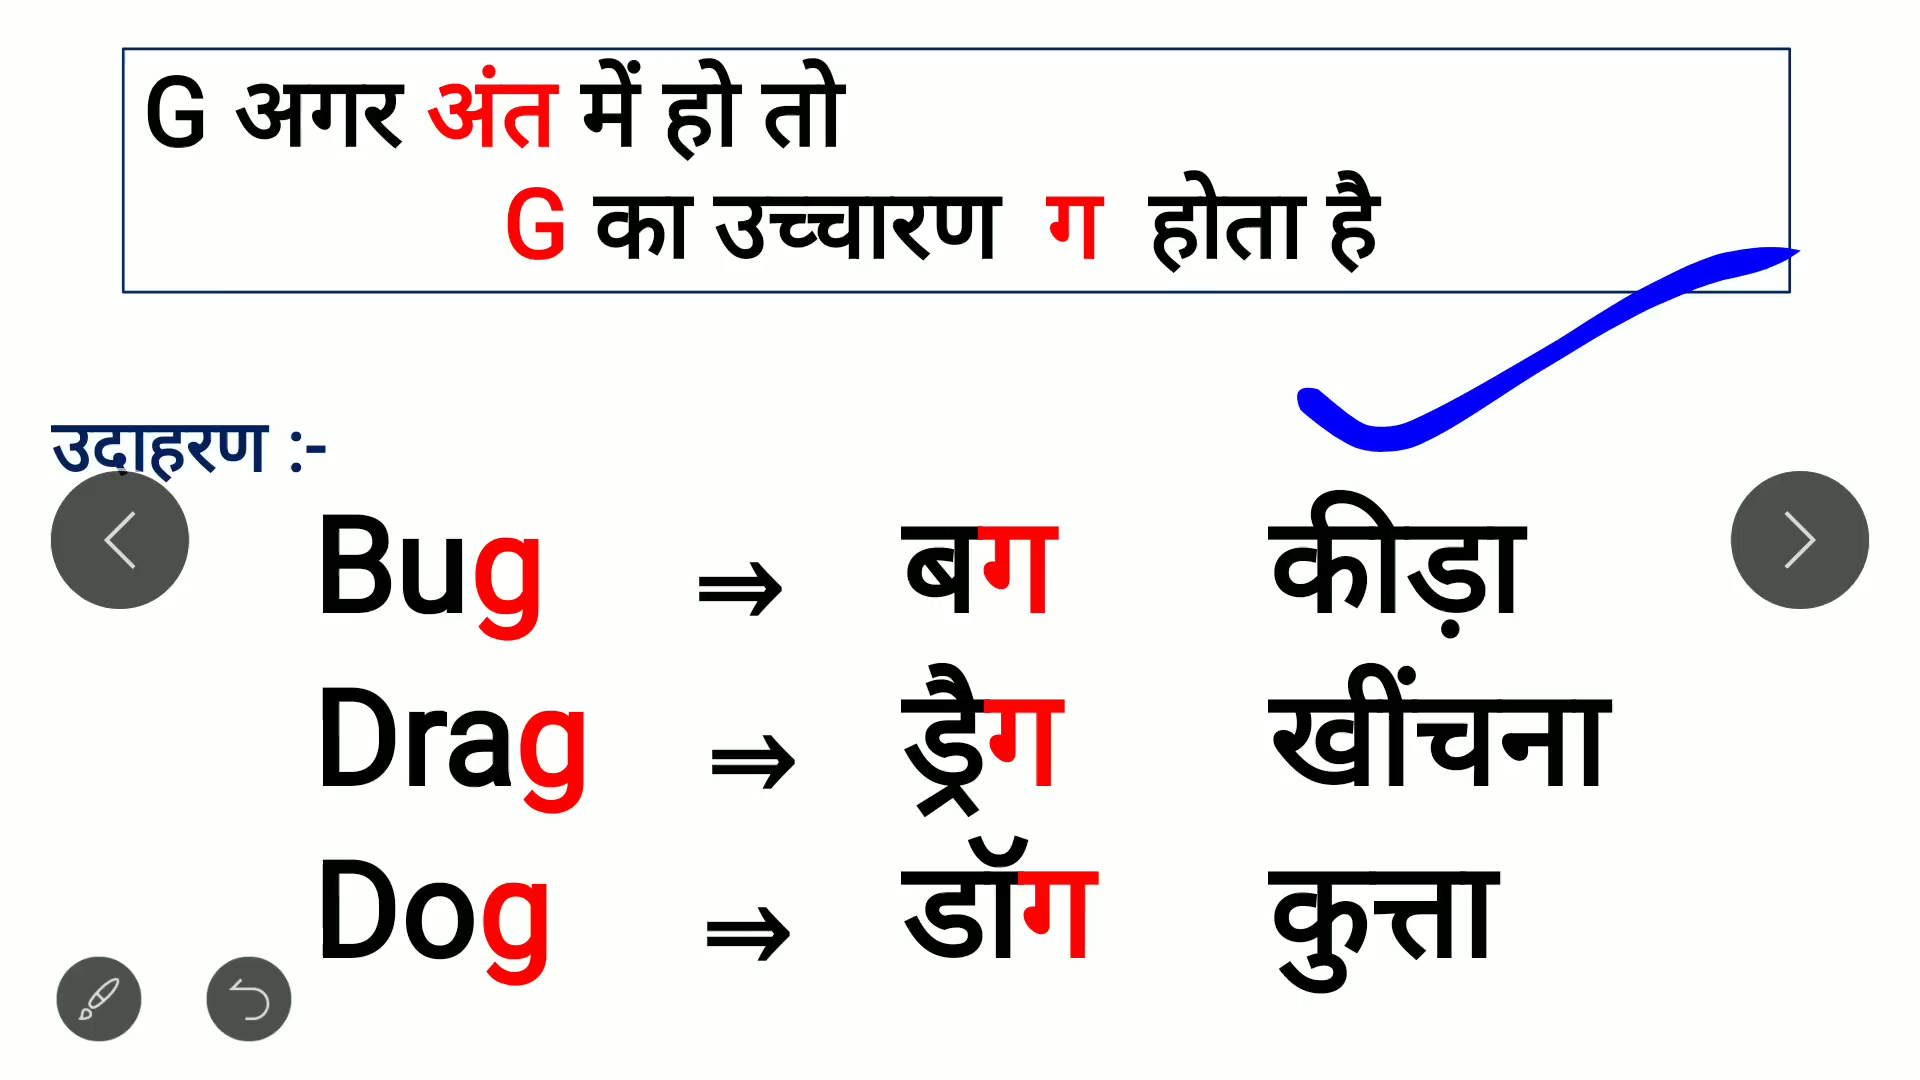 G अगर अंत में हो तो
G का उच्चारण ग होता है
उदाहरण :-
Bug ⇒ बग कीड़ा
Drag ⇒ ड्रैग खींचना
Dog ⇒ डॉग कुत्ता